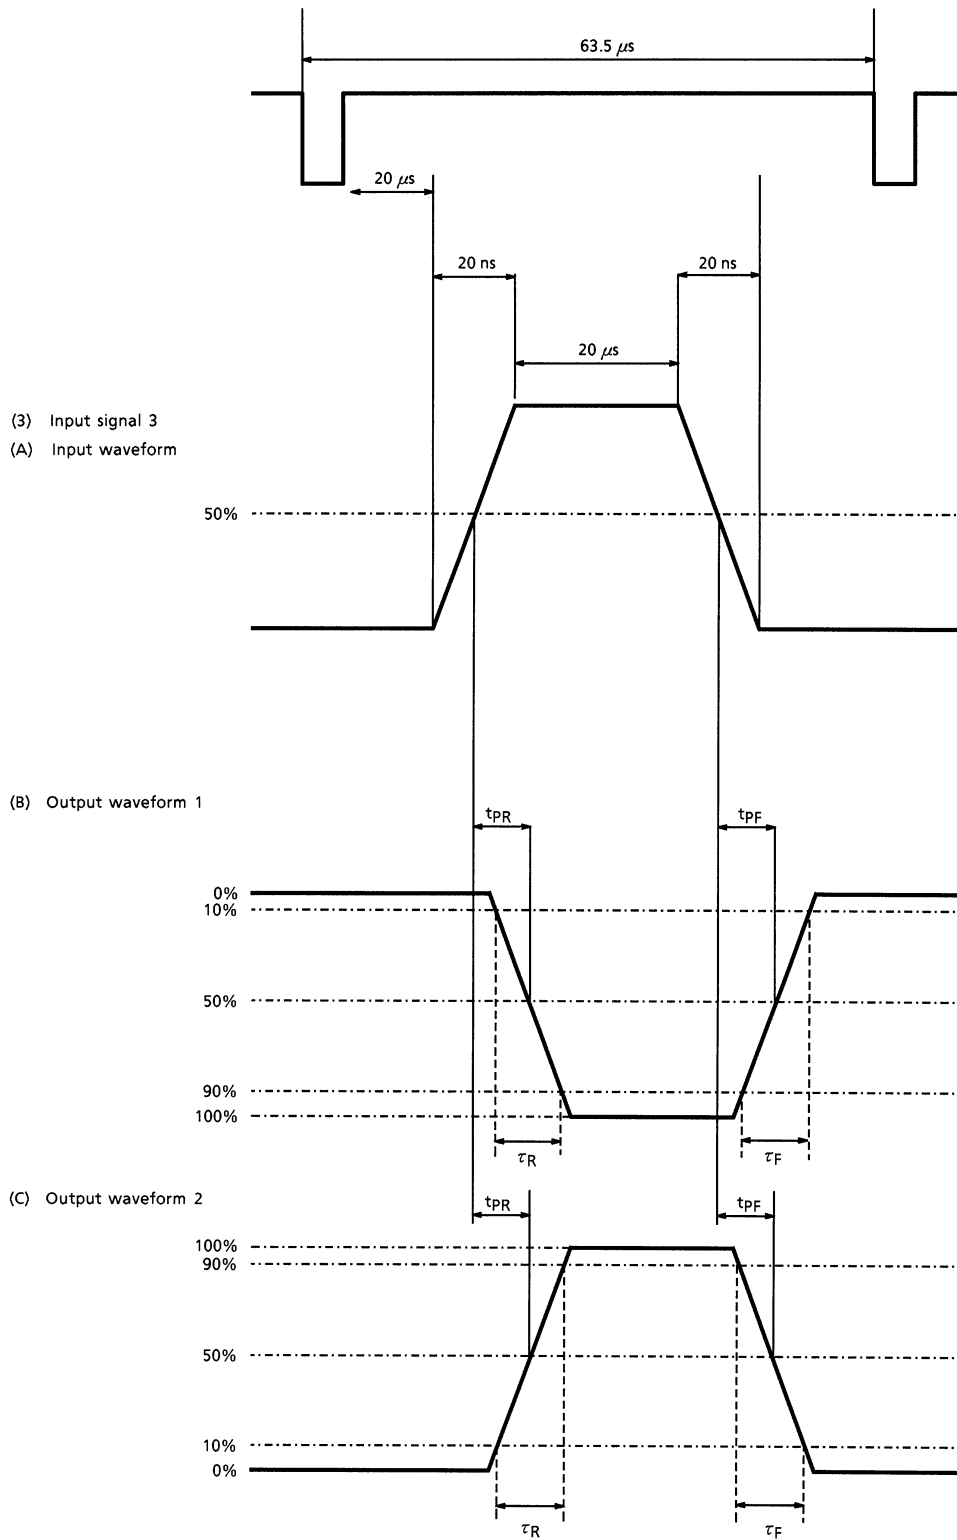 63.5 μs
20 μs
20 ns 20 ns
20 μs
(3) Input signal 3
(A) Input waveform
50%
(B) Output waveform 1
tPR tPF
0%
10%
50%
90%
100%
τR τF
(C) Output waveform 2
tPR tPF
100%
90%
50%
10%
0%
τR τF